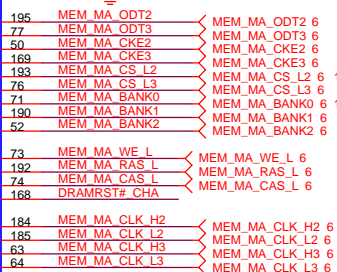 195 MEM_MA_ODT2 MEM_MA_ODT2 6
77 MEM_MA_ODT3 MEM_MA_ODT3 6
50 MEM_MA_CKE2 MEM_MA_CKE2 6
169 MEM_MA_CKE3 MEM_MA_CKE3 6
193 MEM_MA_CS_L2 MEM_MA_CS_L2 6 1
76 MEM_MA_CS_L3 MEM_MA_CS_L3 6
71 MEM_MA_BANK0 MEM_MA_BANK0 6 1
190 MEM_MA_BANK1 MEM_MA_BANK1 6
52 MEM_MA_BANK2 MEM_MA_BANK2 6
73 MEM_MA_WE_L MEM_MA_WE_L 6
192 MEM_MA_RAS_L MEM_MA_RAS_L 6
74 MEM_MA_CAS_L MEM_MA_CAS_L 6
168 DRAMRST#_CHA
184 MEM_MA_CLK_H2 MEM_MA_CLK_H2 6
185 MEM_MA_CLK_L2 MEM_MA_CLK_L2 6
63 MEM_MA_CLK_H3 MEM_MA_CLK_H3 6
64 MEM_MA_CLK_L3 MEM_MA_CLK_L3 6